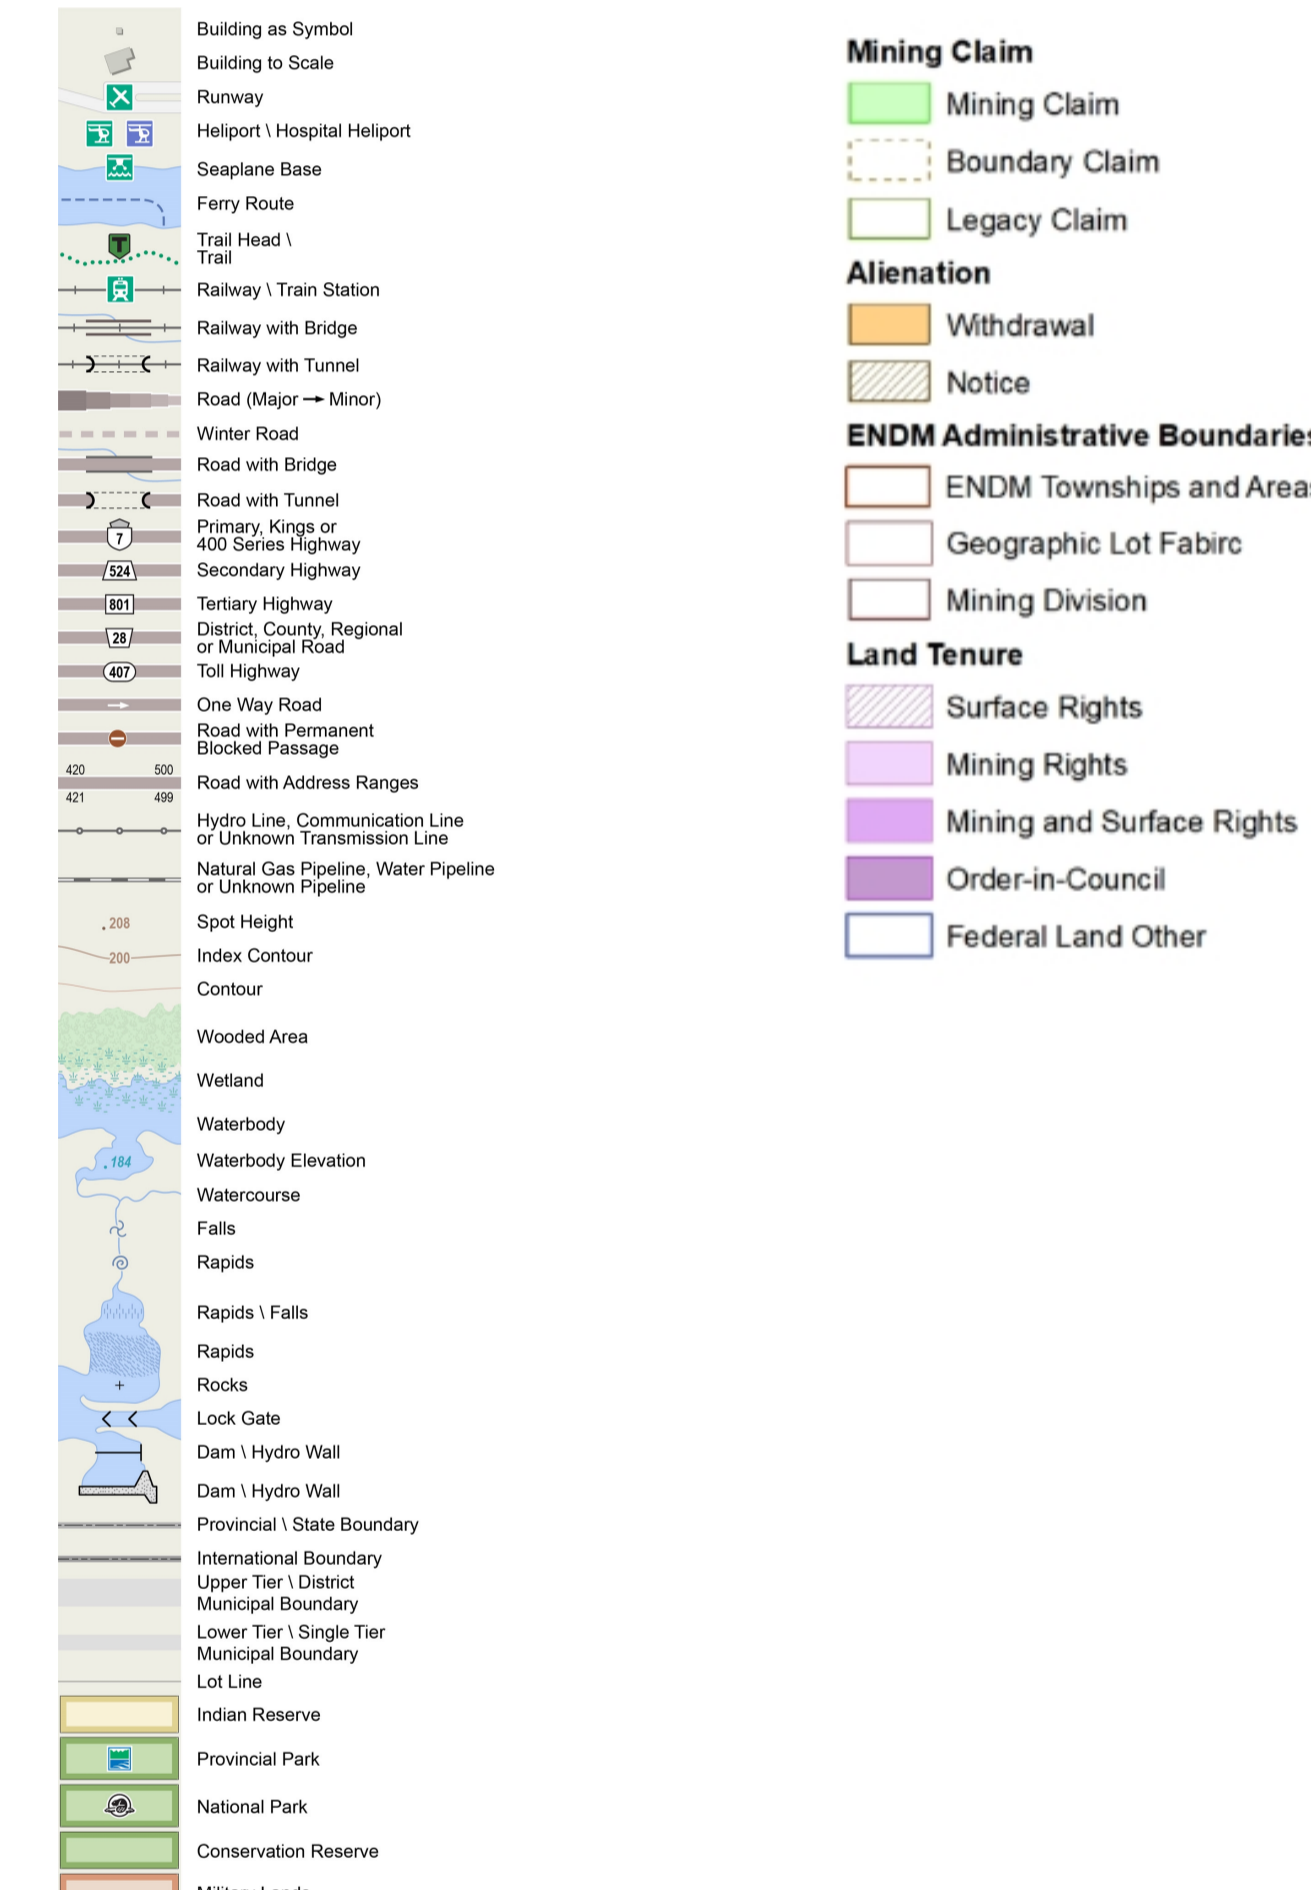 Building as Symbol
Building to Scale
Runway
Heliport \ Hospital Heliport
Seaplane Base
Ferry Route
T
Trail Head \
Trail
Railway \ Train Station
Railway with Bridge
Railway with Tunnel
Road (Major → Minor)
Winter Road
Road with Bridge
Road with Tunnel
7
Primary, Kings or
400 Series Highway
524
Secondary Highway
801
Tertiary Highway
28
District, County, Regional
or Municipal Road
407
Toll Highway
One Way Road
Road with Permanent
Blocked Passage
420 500
Road with Address Ranges
421 499
Hydro Line, Communication Line
or Unknown Transmission Line
Natural Gas Pipeline, Water Pipeline
or Unknown Pipeline
.208
Spot Height
200
Index Contour
Contour
Wooded Area
Wetland
Waterbody
.184
Waterbody Elevation
Watercourse
Falls
Rapids
Rapids \ Falls
Rapids
Rocks
Lock Gate
Dam \ Hydro Wall
Dam \ Hydro Wall
Provincial \ State Boundary
International Boundary
Upper Tier \ District
Municipal Boundary
Lower Tier \ Single Tier
Municipal Boundary
Lot Line
Indian Reserve
Provincial Park
National Park
Conservation Reserve
Mining Claim
Mining Claim
Boundary Claim
Legacy Claim
Alienation
Withdrawal
Notice
ENDM Administrative Boundaries
ENDM Townships and Areas
Geographic Lot Fabirc
Mining Division
Land Tenure
Surface Rights
Mining Rights
Mining and Surface Rights
Order-in-Council
Federal Land Other